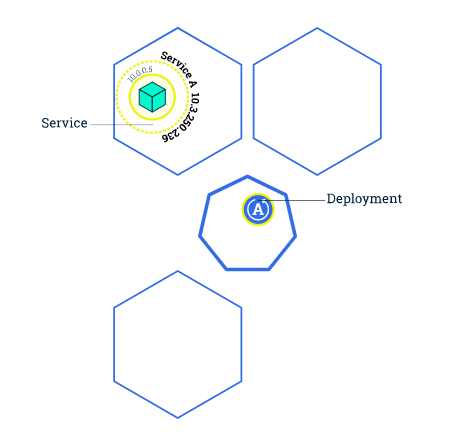 Service A 10.3.250.236
10.0.0.5
Service
Deployment
A